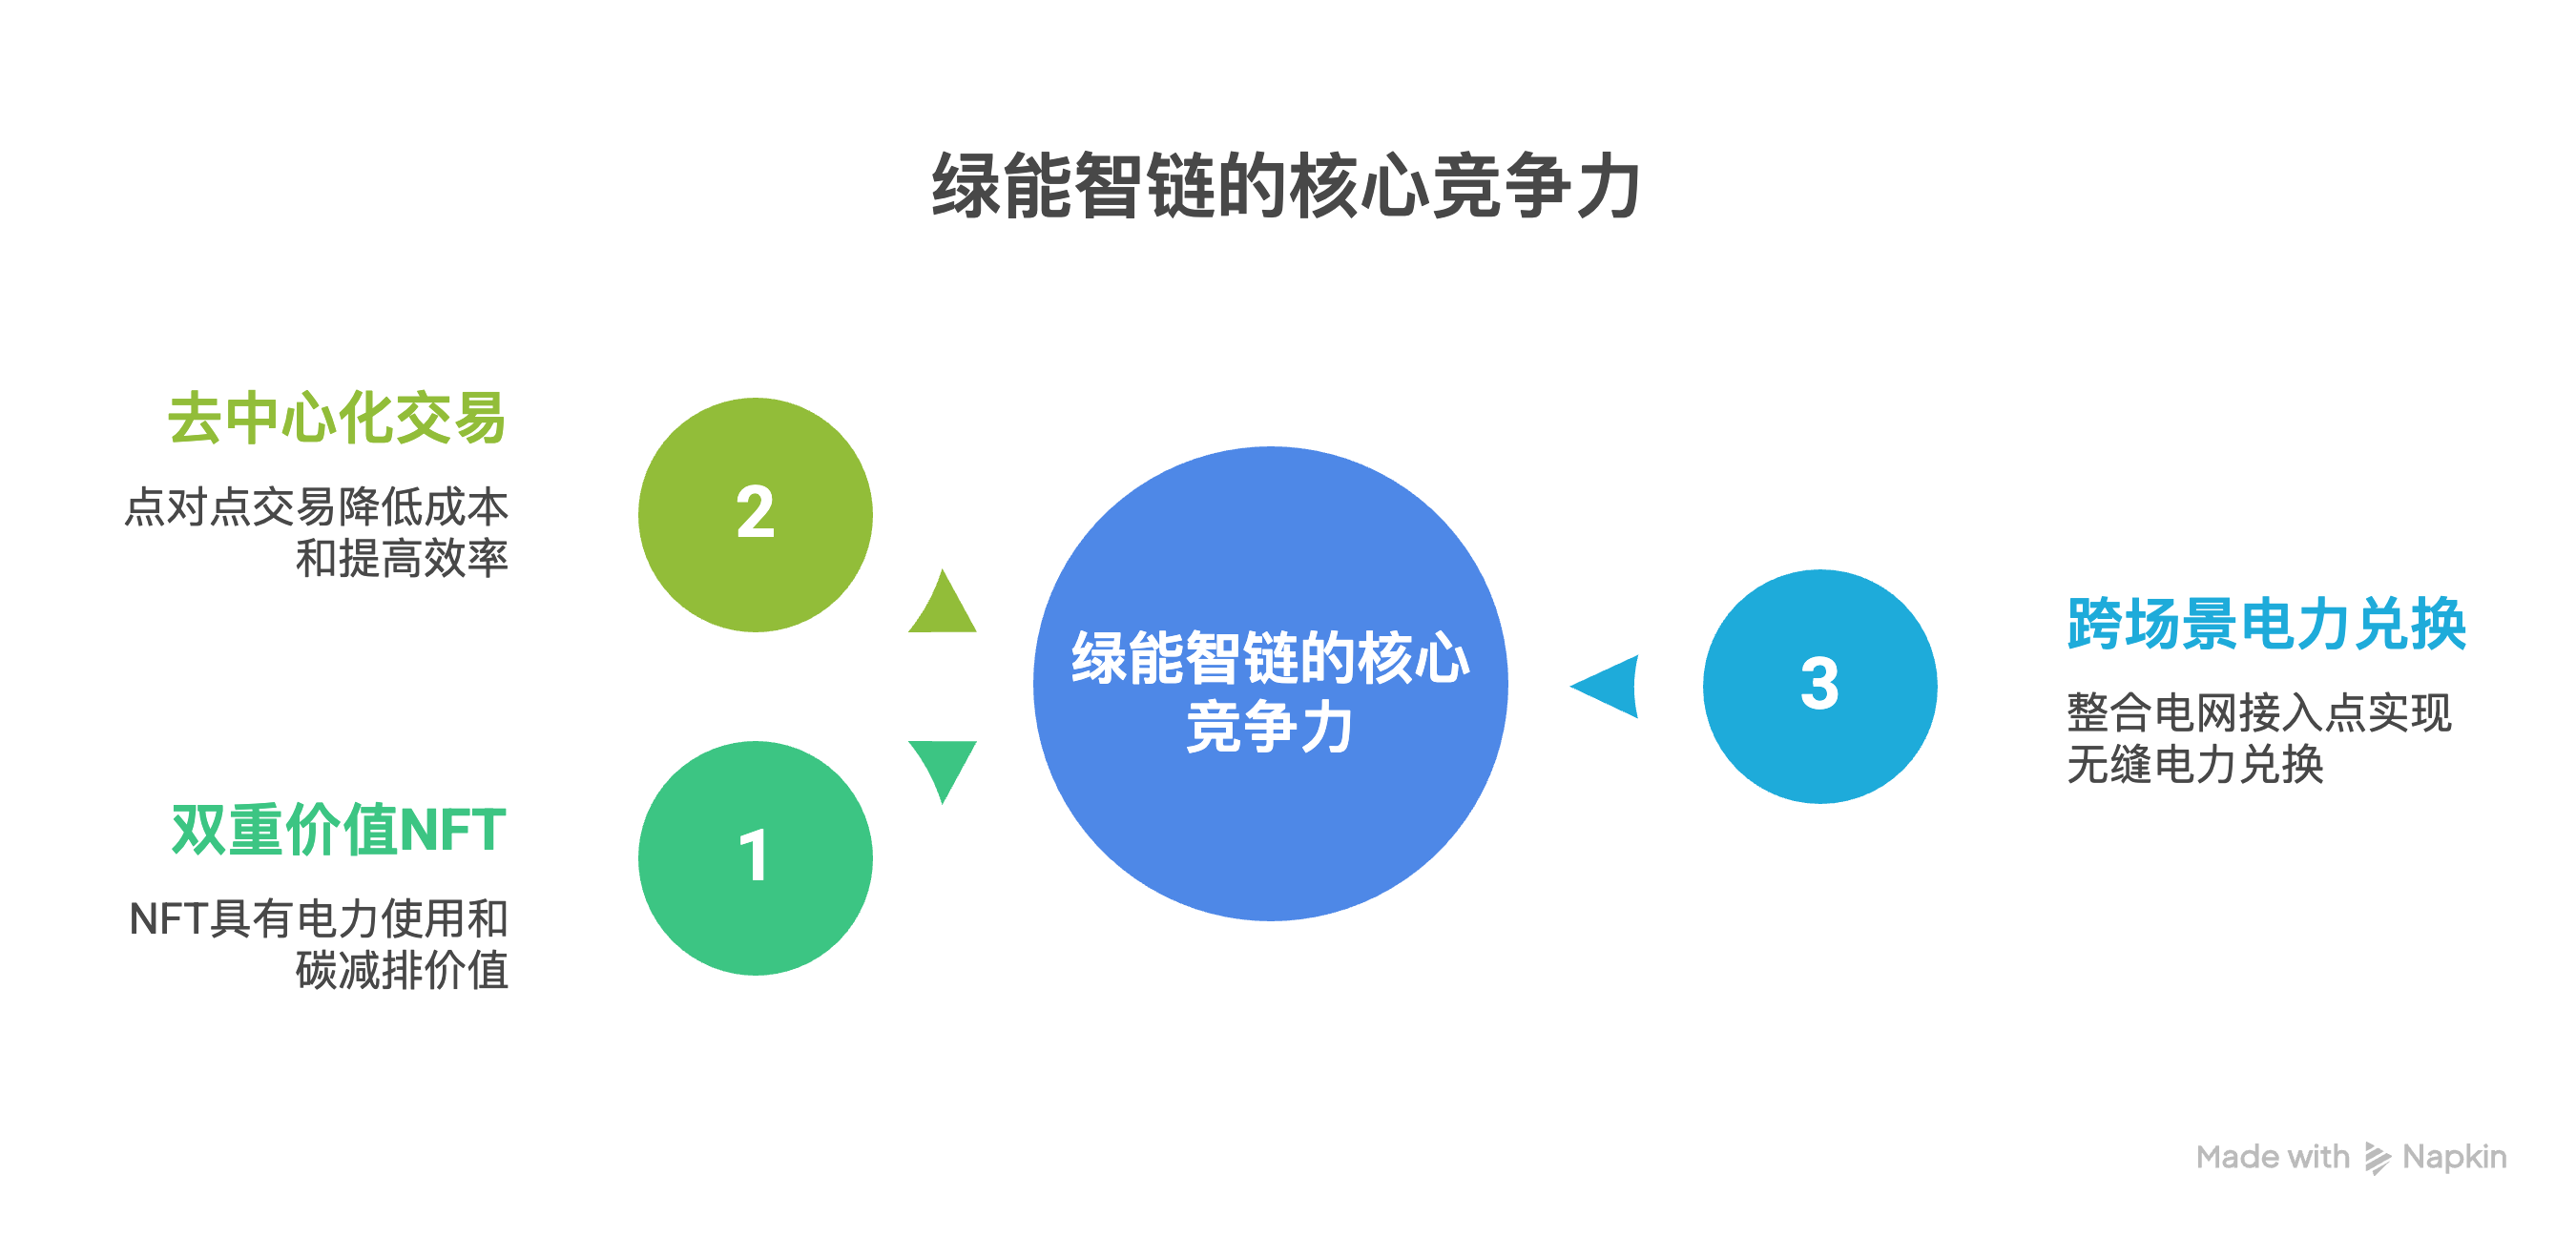 绿能智链的核心竞争力
去中心化交易
点对点交易降低成本
和提高效率
2
双重价值NFT
NFT具有电力使用和
碳减排价值
1
绿能智链的核心
竞争力
3
跨场景电力兑换
整合电网接入点实现
无缝电力兑换
Made with Napkin